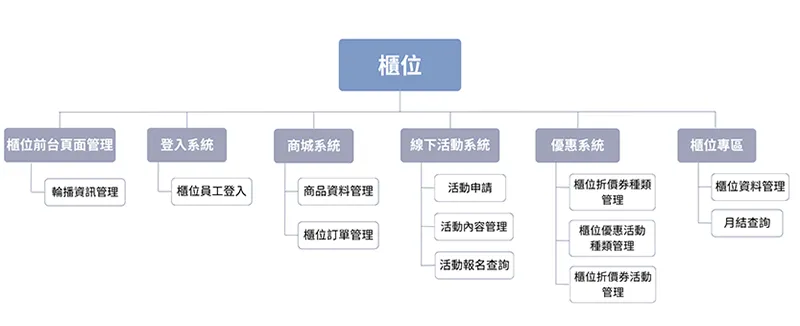 櫃位
櫃位前台頁面管理
登入系統
商城系統
線下活動系統
優惠系統
櫃位專區
輪播資訊管理
櫃位員工登入
商品資料管理
櫃位訂單管理
活動申請
活動內容管理
活動報名查詢
櫃位折價券種類
管理
櫃位優惠活動
種類管理
櫃位折價券活動
管理
櫃位資料管理
月結查詢